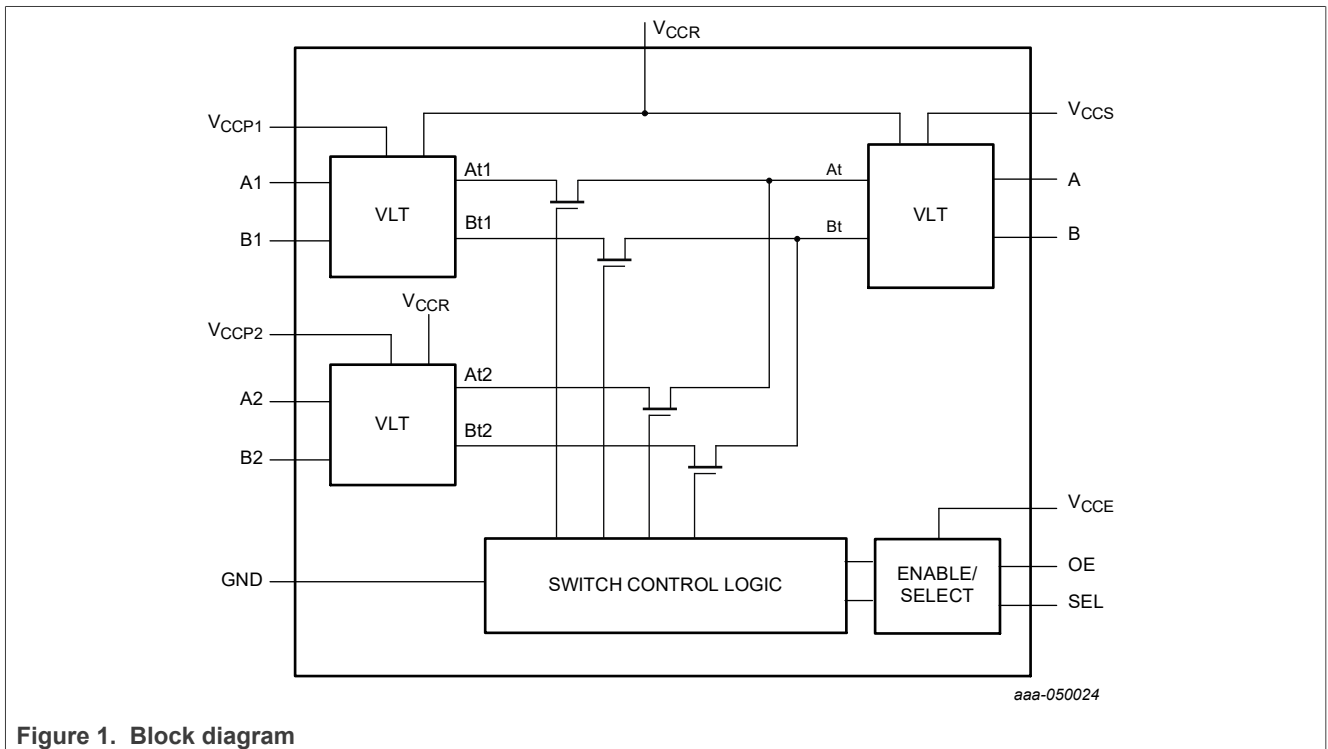 VCCR
VCCP1
VCCS
A1
At1
At
A
VLT
VLT
B1
Bt1
Bt
B
VCCR
VCCP2
At2
A2
VLT
Bt2
B2
VCCE
GND
SWITCH CONTROL LOGIC
ENABLE/
SELECT
OE
SEL
aaa-050024
Figure 1. Block diagram